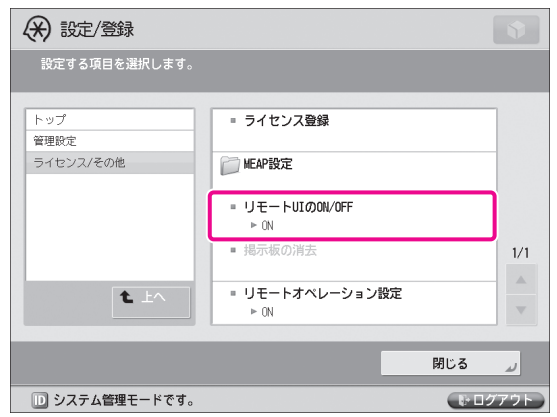 設定/登録
設定する項目を選択します。
トップ
管理設定
ライセンス/その他
上へ
ライセンス登録
MEAP設定
リモートUIのON/OFF
ON
掲示板の消去
リモートオペレーション設定
ON
1/1
閉じる
ID システム管理モードです。
ログアウト